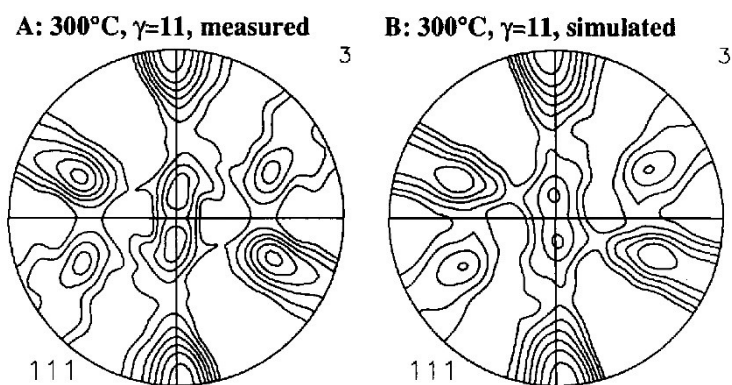 A: 300°C, γ=11, measured
3
111
B: 300°C, γ=11, simulated
3
111